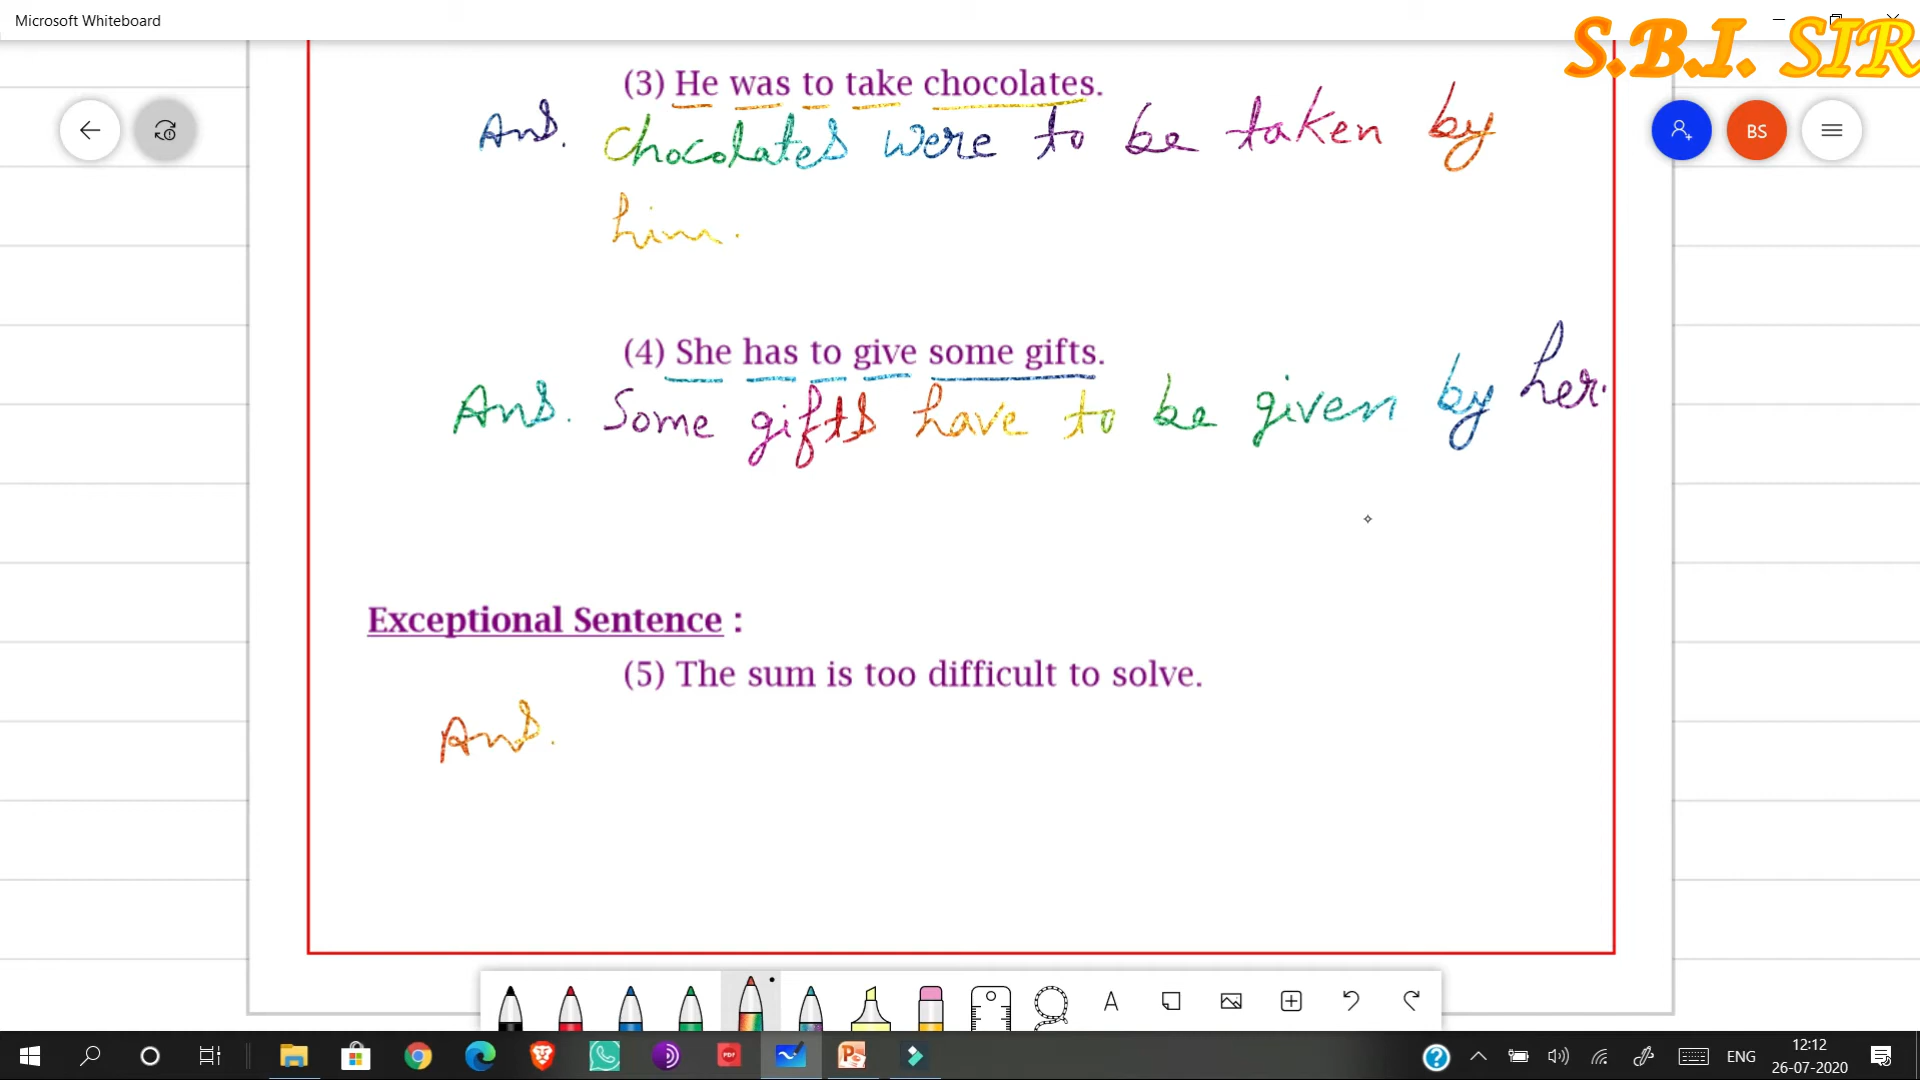 Microsoft Whiteboard
S.B.I. SIR
(3) He was to take chocolates.
Ans. Chocolates were to be taken by
him.
BS
(4) She has to give some gifts.
Ans. Some gifts have to be given by her.
Exceptional Sentence :
(5) The sum is too difficult to solve.
Ans.
A
PDF
ENG
12:12
26-07-2020